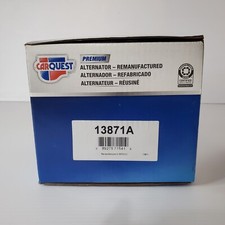 CARQUEST
PREMIUM
ALTERNATOR – REMANUFACTURED
ALTERNADOR – REFABRICADO
ALTERNATEUR – RÉUSINÉ
13871A